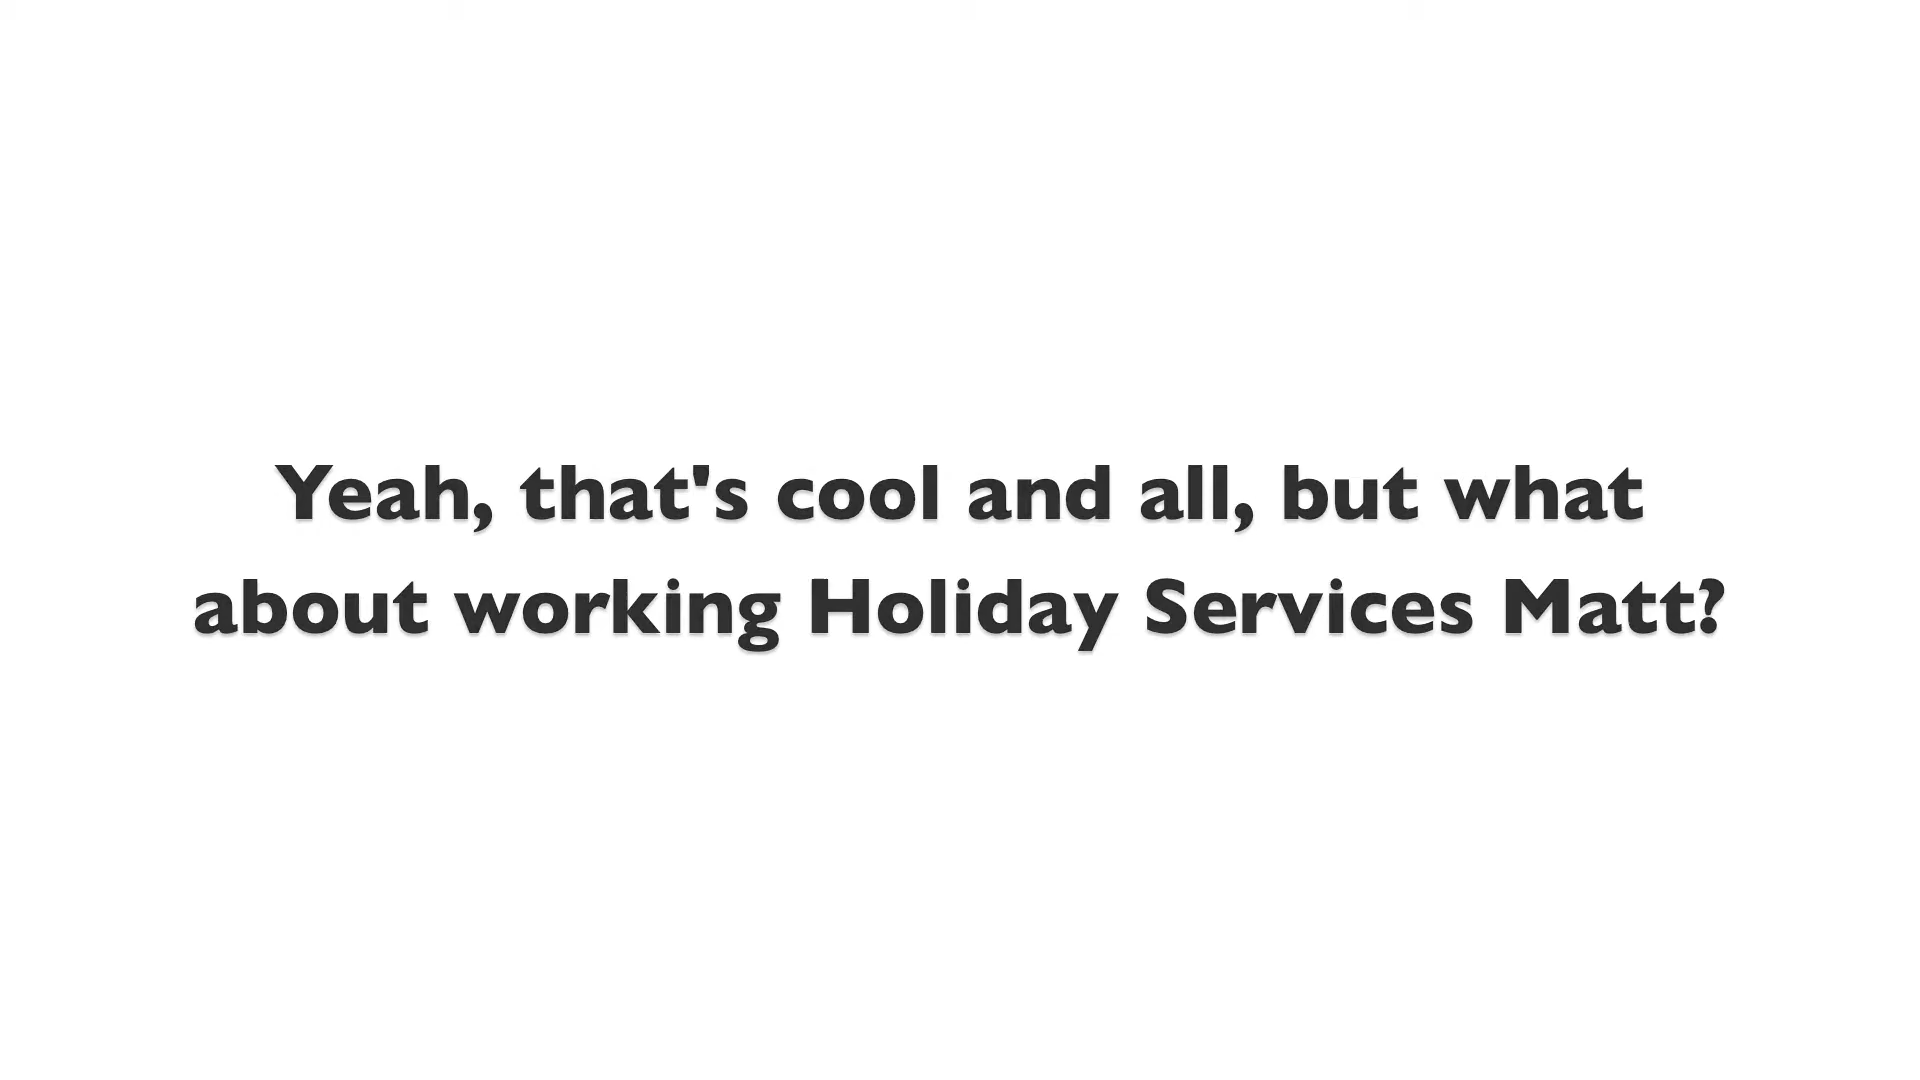 Yeah, that's cool and all, but what
about working Holiday Services Matt?